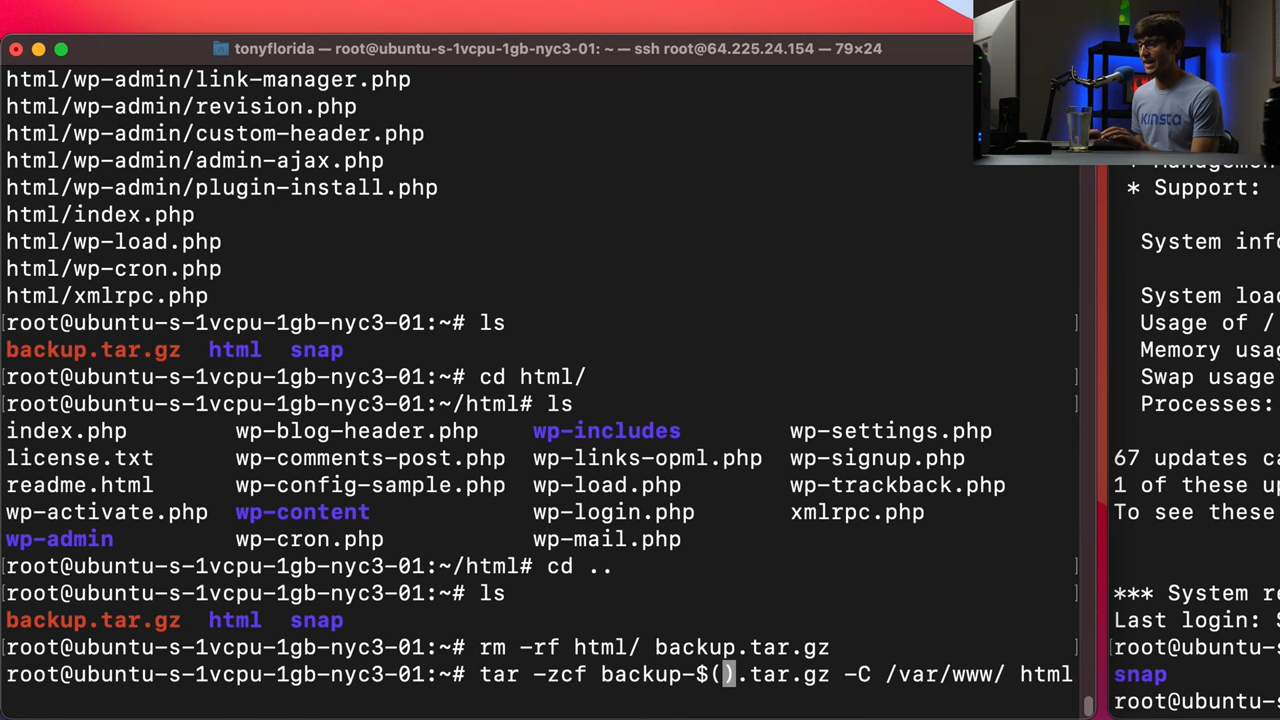 tonyflorida — root@ubuntu-s-1vcpu-1gb-nyc3-01: ~ — ssh root@64.225.24.154 — 79×24
html/wp-admin/link-manager.php
html/wp-admin/revision.php
html/wp-admin/custom-header.php
html/wp-admin/admin-ajax.php
html/wp-admin/plugin-install.php
html/index.php
html/wp-load.php
html/wp-cron.php
html/xmlrpc.php
[root@ubuntu-s-1vcpu-1gb-nyc3-01:~# ls ]
backup.tar.gz html snap
[root@ubuntu-s-1vcpu-1gb-nyc3-01:~# cd html/ ]
[root@ubuntu-s-1vcpu-1gb-nyc3-01:~/html# ls ]
index.php wp-blog-header.php wp-includes wp-settings.php
license.txt wp-comments-post.php wp-links-opml.php wp-signup.php
readme.html wp-config-sample.php wp-load.php wp-trackback.php
wp-activate.php wp-content wp-login.php xmlrpc.php
wp-admin wp-cron.php wp-mail.php
[root@ubuntu-s-1vcpu-1gb-nyc3-01:~/html# cd .. ]
[root@ubuntu-s-1vcpu-1gb-nyc3-01:~# ls ]
backup.tar.gz html snap
[root@ubuntu-s-1vcpu-1gb-nyc3-01:~# rm -rf html/ backup.tar.gz ]
root@ubuntu-s-1vcpu-1gb-nyc3-01:~# tar -zcf backup-$().tar.gz -C /var/www/ html
KINSTA
* Support:
System info
System load
Usage of /
Memory usag
Swap usage
Processes:
67 updates ca
1 of these up
To see these
*** System re
Last login: S
[root@ubuntu-
snap
root@ubuntu-s